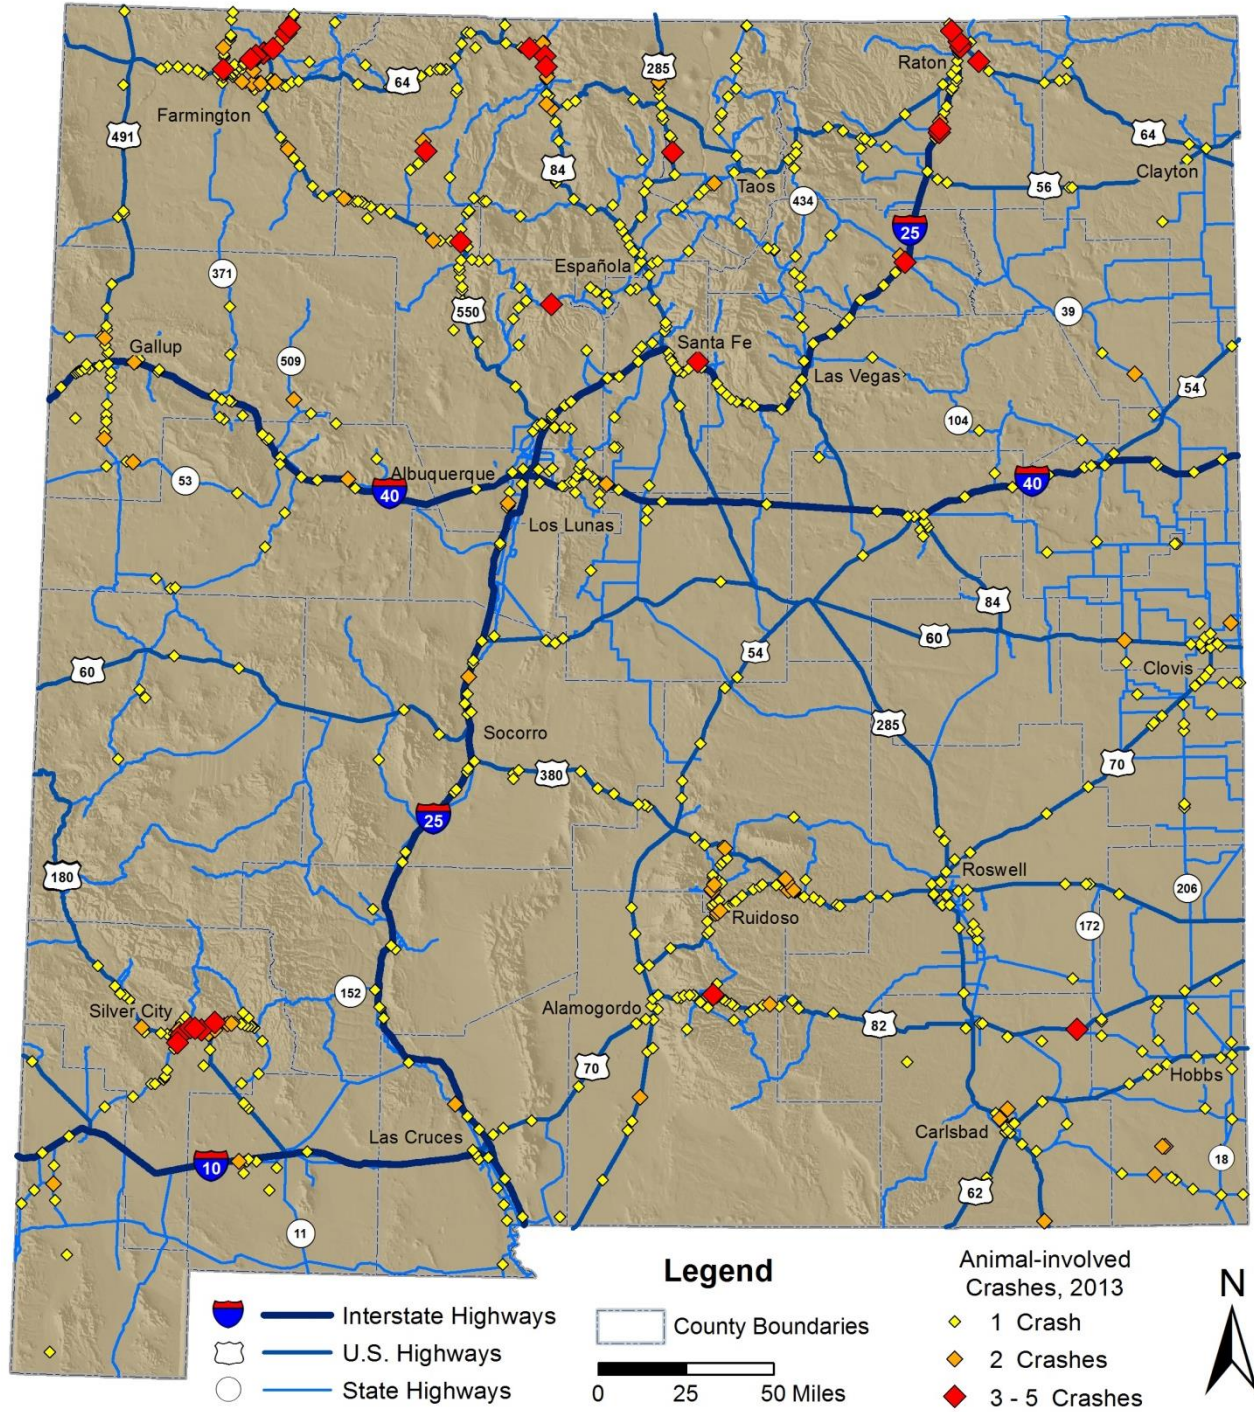 285
Raton
64
Farmington
491
84
64
Clayton
56
Taos
434
25
Española
371
39
550
Santa Fe
Gallup
509
Las Vegas
54
104
Albuquerque
53
40
40
Los Lunas
84
60
54
Clovis
60
285
Socorro
70
380
25
180
Roswell
206
Ruidoso
172
152
Silver City
Alamogordo
82
70
Hobbs
Carlsbad
Las Cruces
18
10
62
11
Legend
Interstate Highways
U.S. Highways
State Highways
County Boundaries
0 25 50 Miles
Animal-involved
Crashes, 2013
1 Crash
2 Crashes
3 - 5 Crashes
N